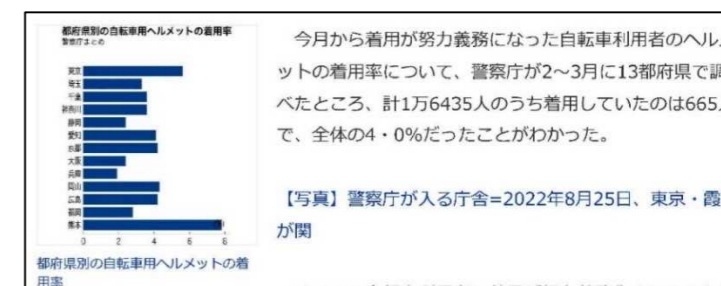 都府県別の自転車用ヘルメットの着用率
警察庁まとめ
東京
埼玉
千葉
神奈川
静岡
愛知
京都
大阪
兵庫
岡山
広島
福岡
熊本
0 2 4 6 8
都府県別の自転車用ヘルメットの着
用率
今月から着用が努力義務になった自転車利用者のヘル
ットの着用率について、警察庁が2〜3月に13都府県で調
べたところ、計1万6435人のうち着用していたのは665
で、全体の4・0%だったことがわかった。
【写真】警察庁が入る庁舎=2022年8月25日、東京・霞
が関